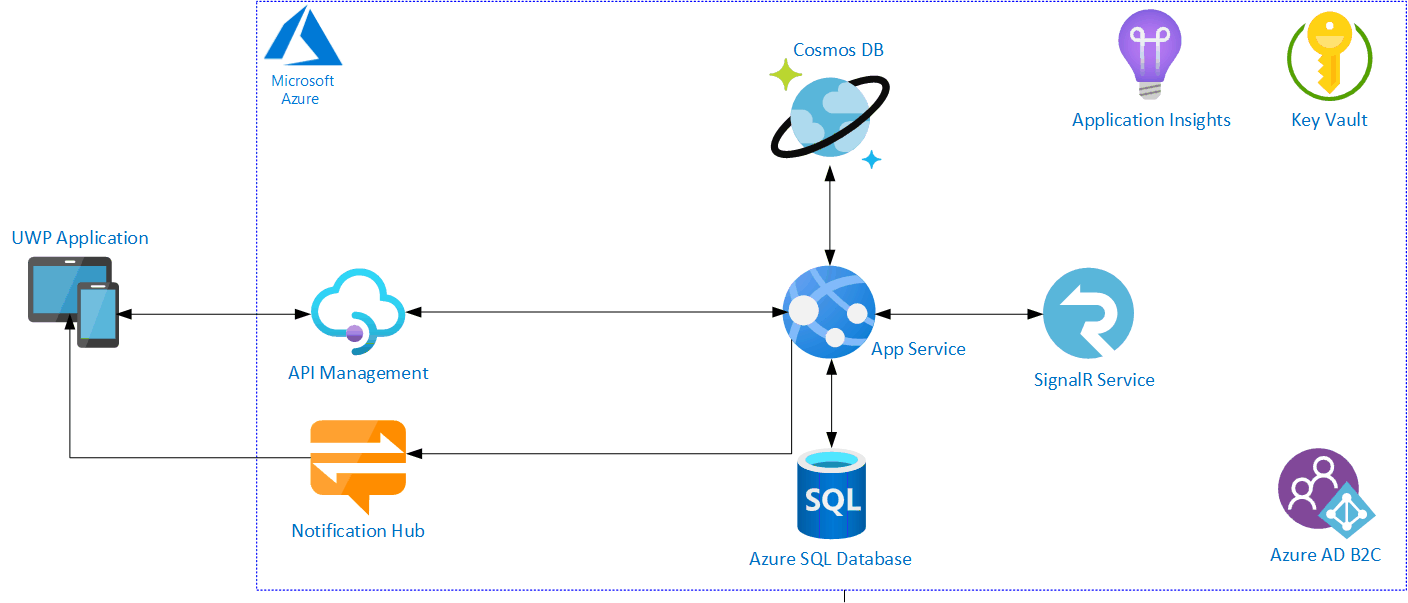 Microsoft
Azure
Cosmos DB
Application Insights
Key Vault
UWP Application
API Management
App Service
SignalR Service
Notification Hub
SQL
Azure SQL Database
Azure AD B2C